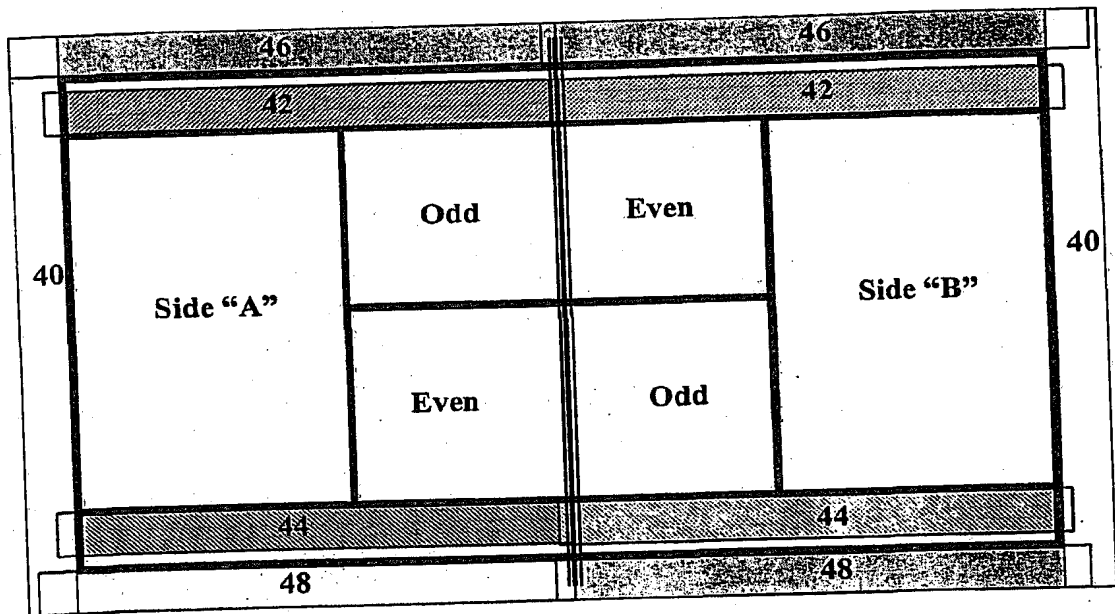 46 46
42 42
Odd Even
40 40
Side “A” Side “B”
Even Odd
44 44
48 48